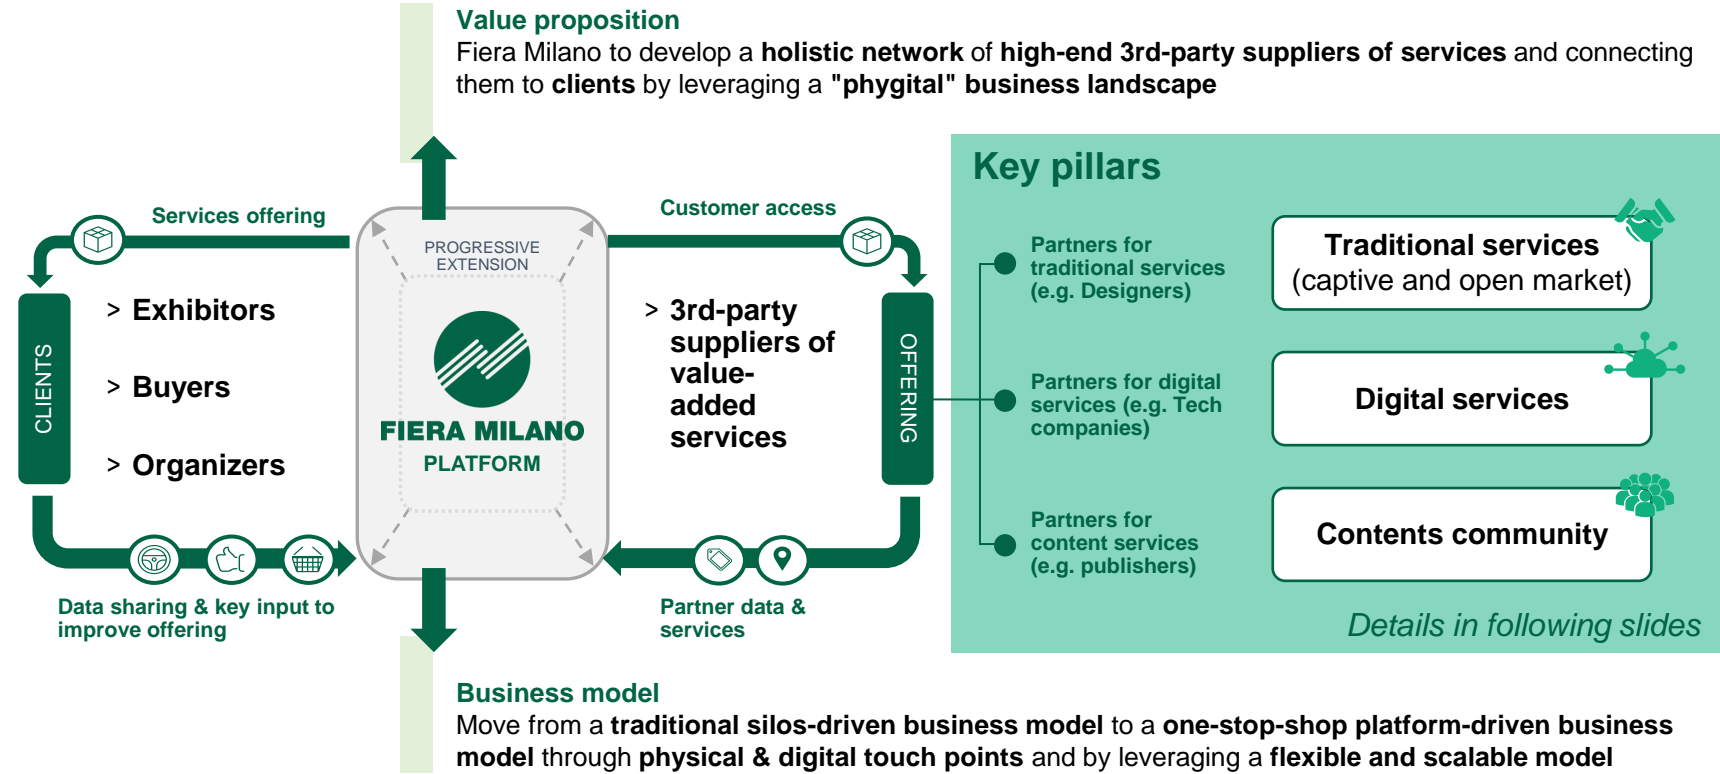 Value proposition
Fiera Milano to develop a holistic network of high-end 3rd-party suppliers of services and connecting
them to clients by leveraging a "phygital" business landscape
Services offering
CLIENTS
> Exhibitors
> Buyers
> Organizers
Data sharing & key input to
improve offering
PROGRESSIVE
EXTENSION
FIERA MILANO
PLATFORM
Customer access
> 3rd-party
suppliers of
value-
added
services
OFFERING
Partner data &
services
Key pillars
Partners for
traditional services
(e.g. Designers)
Traditional services
(captive and open market)
Partners for digital
services (e.g. Tech
companies)
Digital services
Partners for
content services
(e.g. publishers)
Contents community
Details in following slides
Business model
Move from a traditional silos-driven business model to a one-stop-shop platform-driven business
model through physical & digital touch points and by leveraging a flexible and scalable model